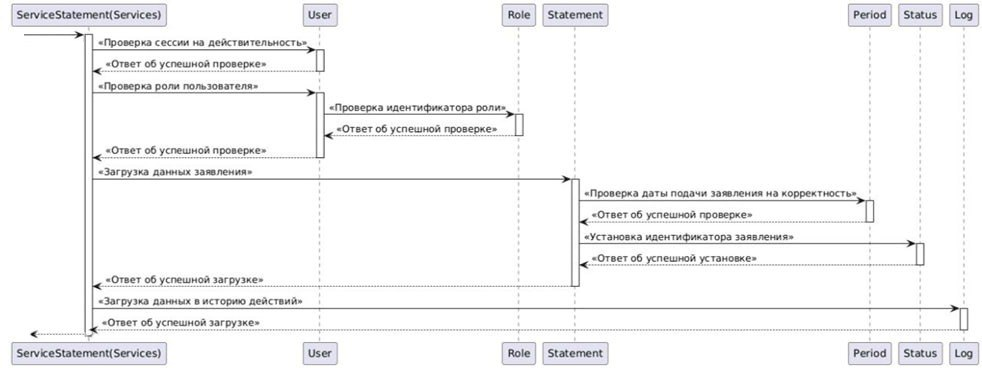 ServiceStatement(Services) User Role Statement Period Status Log
«Проверка сессии на действительность»
«Ответ об успешной проверке»
«Проверка роли пользователя»
«Проверка идентификатора роли»
«Ответ об успешной проверке»
«Ответ об успешной проверке»
«Загрузка данных заявления»
«Проверка даты подачи заявления на корректность»
«Ответ об успешной проверке»
«Установка идентификатора заявления»
«Ответ об успешной установке»
«Ответ об успешной загрузке»
«Загрузка данных в историю действий»
«Ответ об успешной загрузке»
ServiceStatement(Services) User Role Statement Period Status Log